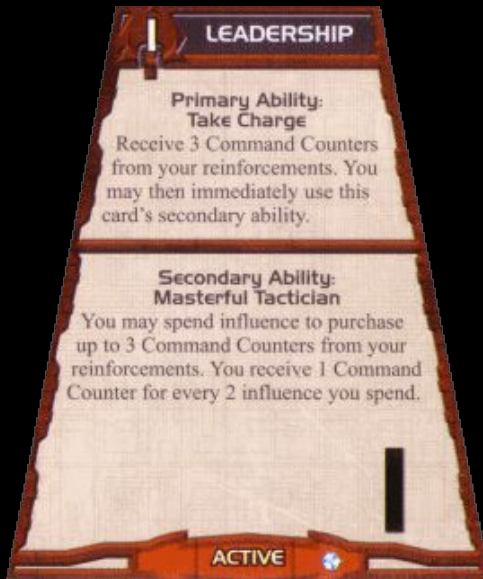 1
LEADERSHIP
Primary Ability:
Take Charge
Receive 3 Command Counters
from your reinforcements. You
may then immediately use this
card's secondary ability.
Secondary Ability:
Masterful Tactician
You may spend influence to purchase
up to 3 Command Counters from your
reinforcements. You receive 1 Command
Counter for every 2 influence you spend.
ACTIVE